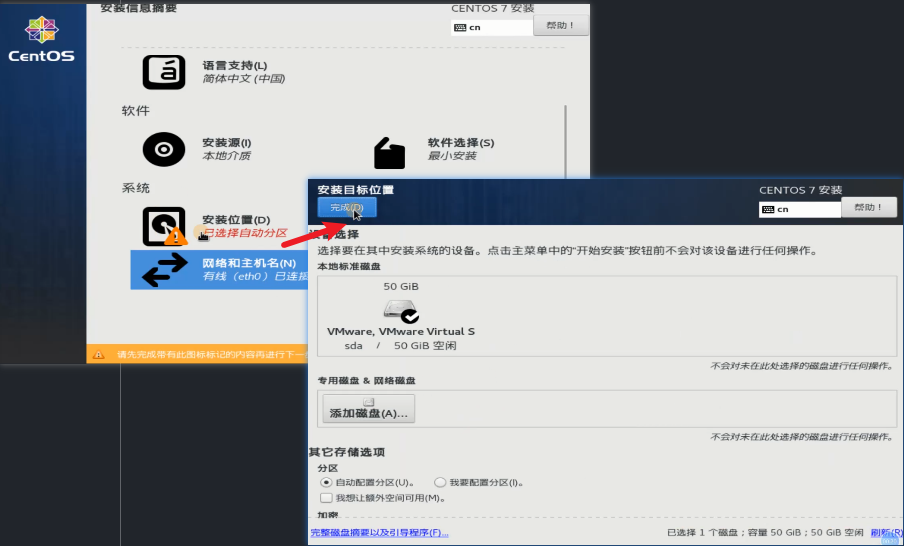 安装信息摘要
CENTOS 7 安装
cn
帮助！
CentOS
语言支持(L)
简体中文 (中国)
软件
安装源(I)
本地介质
软件选择(S)
最小安装
系统
安装位置(D)
已选择自动分区
网络和主机名(N)
有线（eth0）已连接
请先完成带有此图标标记的内容再进行下一
安装目标位置
完成(D)
CENTOS 7 安装
cn
帮助！
设备选择
选择要在其中安装系统的设备。点击主菜单中的"开始安装"按钮前不会对该设备进行任何操作。
本地标准磁盘
50 GiB
VMware, VMware Virtual S
sda / 50 GiB 空闲
不会对未在此处选择的磁盘进行任何操作。
专用磁盘 & 网络磁盘
添加磁盘(A)...
不会对未在此处选择的磁盘进行任何操作。
其它存储选项
分区
自动配置分区(U)。
我要配置分区(I)。
我想让额外空间可用(M)。
加密
完整磁盘摘要以及引导程序(F)...
已选择 1 个磁盘；容量 50 GiB；50 GiB 空闲
刷新(R)